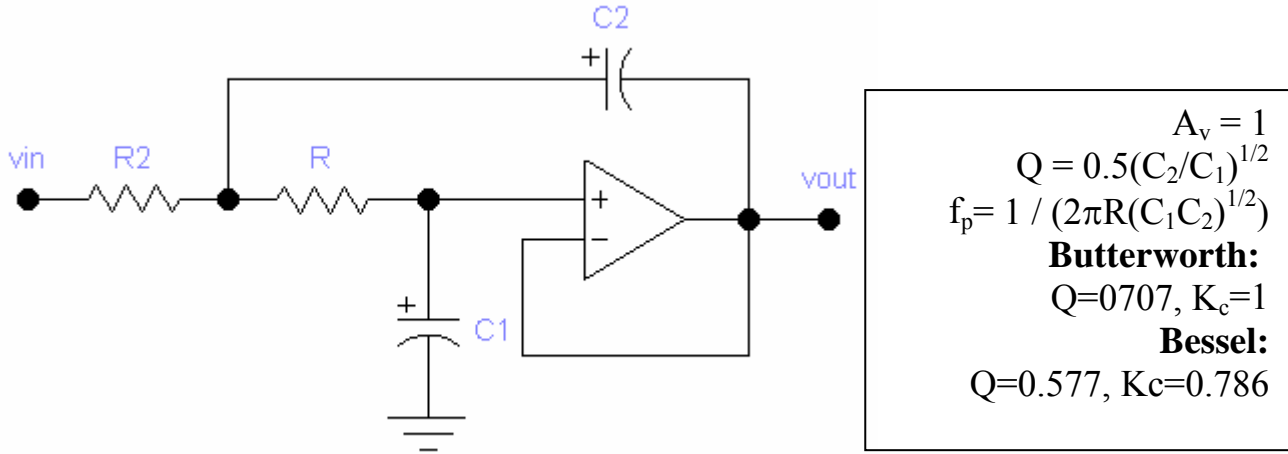 C2
+
vin
R2
R
+
vout
−
+
C1
Aᵥ = 1
Q = 0.5(C₂/C₁)^1/2
fₚ= 1 / (2πR(C₁C₂)^1/2)
Butterworth:
Q=0707, K_c=1
Bessel:
Q=0.577, Kc=0.786